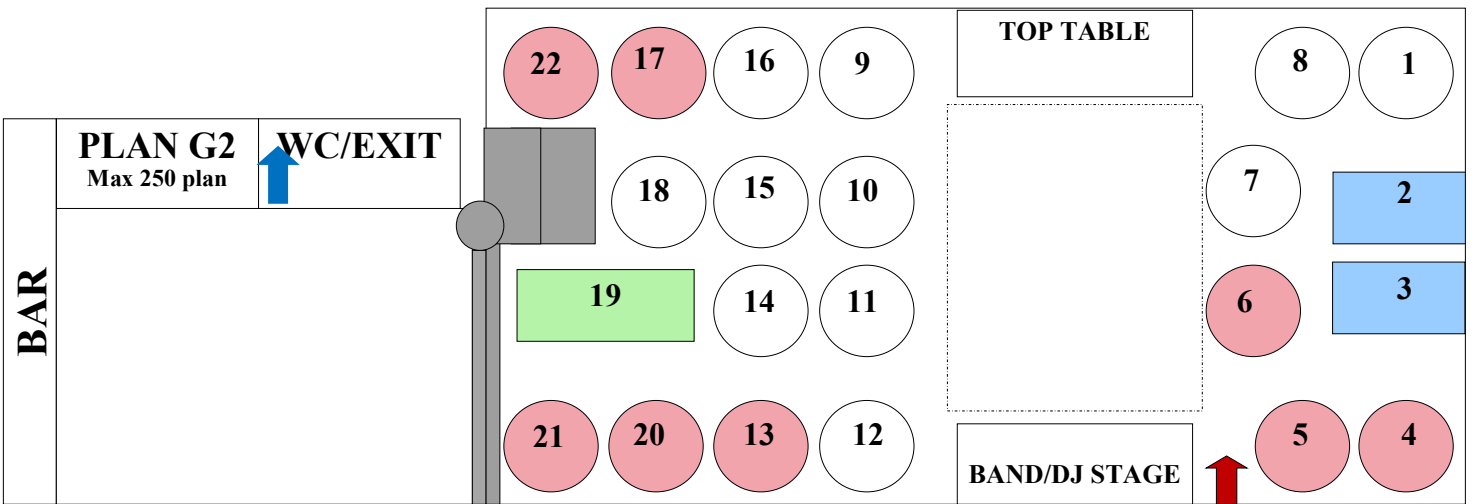 22 17 16 9 TOP TABLE 8 1
PLAN G2 WC/EXIT
Max 250 plan
18 15 10 7 2
BAR
19 14 11 6 3
21 20 13 12 BAND/DJ STAGE 5 4